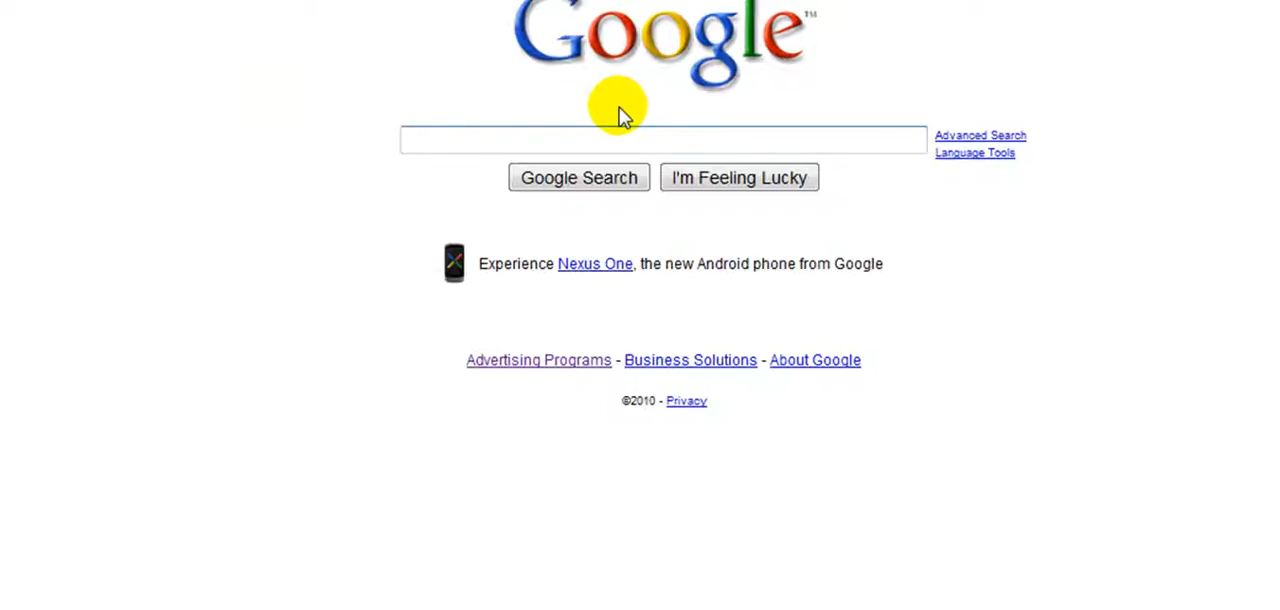 Google™
Advanced Search
Language Tools
Google Search I'm Feeling Lucky
Experience Nexus One, the new Android phone from Google
Advertising Programs - Business Solutions - About Google
©2010 - Privacy